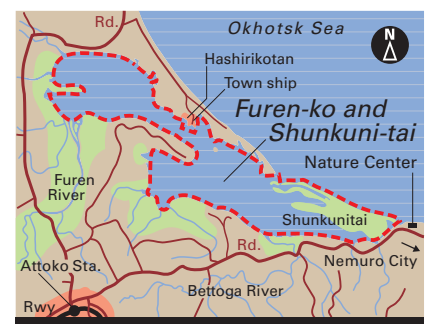 Rd.
Okhotsk Sea
N
Hashirikotan
Town ship
Furen-ko and
Shunkuni-tai
Nature Center
Furen
River
Shunkunitai
Rd.
Nemuro City
Attoko Sta.
Bettoga River
Rwy